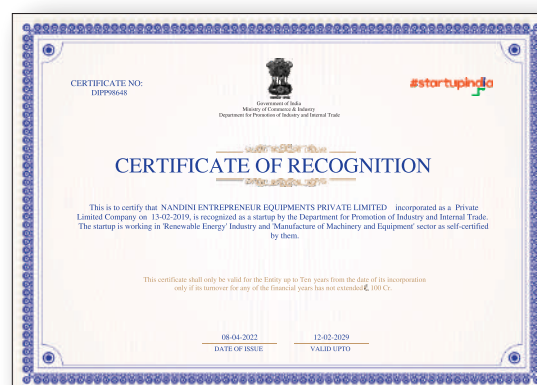 CERTIFICATE NO:
DIPP98648
#startupindia
Government of India
Ministry of Commerce & Industry
Department for Promotion of Industry and Internal Trade
CERTIFICATE OF RECOGNITION
This is to certify that NANDINI ENTREPRENEUR EQUIPMENTS PRIVATE LIMITED incorporated as a Private
Limited Company on 13-02-2019, is recognized as a startup by the Department for Promotion of Industry and Internal Trade.
The startup is working in 'Renewable Energy' Industry and 'Manufacture of Machinery and Equipment' sector as self-certified
by them.
This certificate shall only be valid for the Entity up to Ten years from the date of its incorporation
only if its turnover for any of the financial years has not extended ₹ 100 Cr.
08-04-2022 12-02-2029
DATE OF ISSUE VALID UPTO